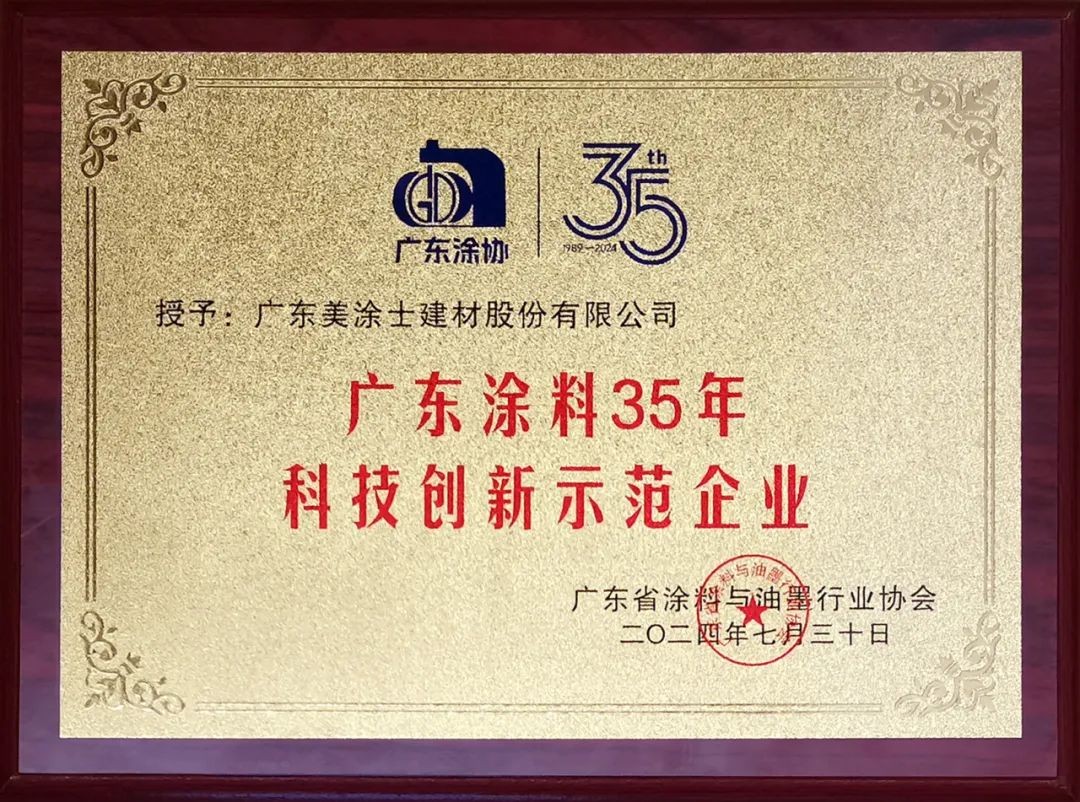 广东涂协
35th
1989—2024
授予：广东美涂士建材股份有限公司
广东涂料35年
科技创新示范企业
广东省涂料与油墨行业协会
二〇二四年七月三十日